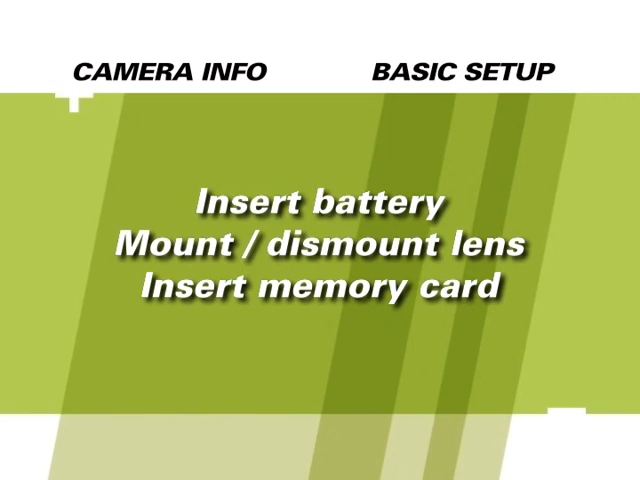 CAMERA INFO
BASIC SETUP
Insert battery
Mount / dismount lens
Insert memory card